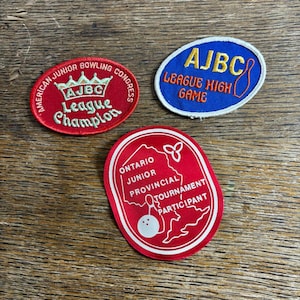 AMERICAN JUNIOR BOWLING CONGRESS
AJBC
League
Champion
AJBC
LEAGUE HIGH
GAME
ONTARIO
JUNIOR
PROVINCIAL
TOURNAMENT
PARTICIPANT